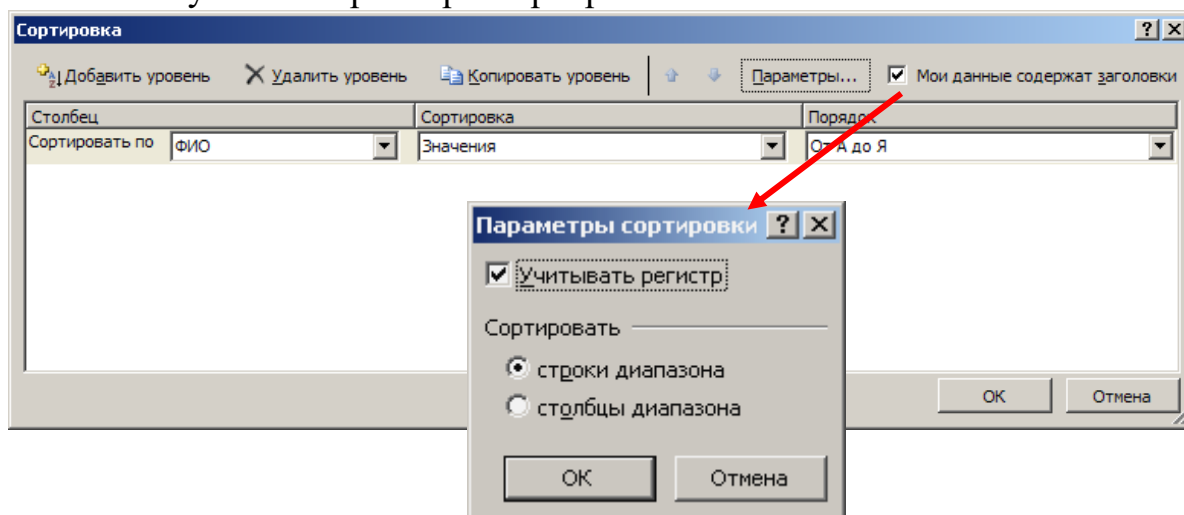 Сортировка
Добавить уровень Удалить уровень Копировать уровень Параметры... Мои данные содержат заголовки
Столбец Сортировка Порядок
Сортировать по ФИО Значения От А до Я
Параметры сортировки
Учитывать регистр
Сортировать
строки диапазона
столбцы диапазона
ОК Отмена
ОК Отмена